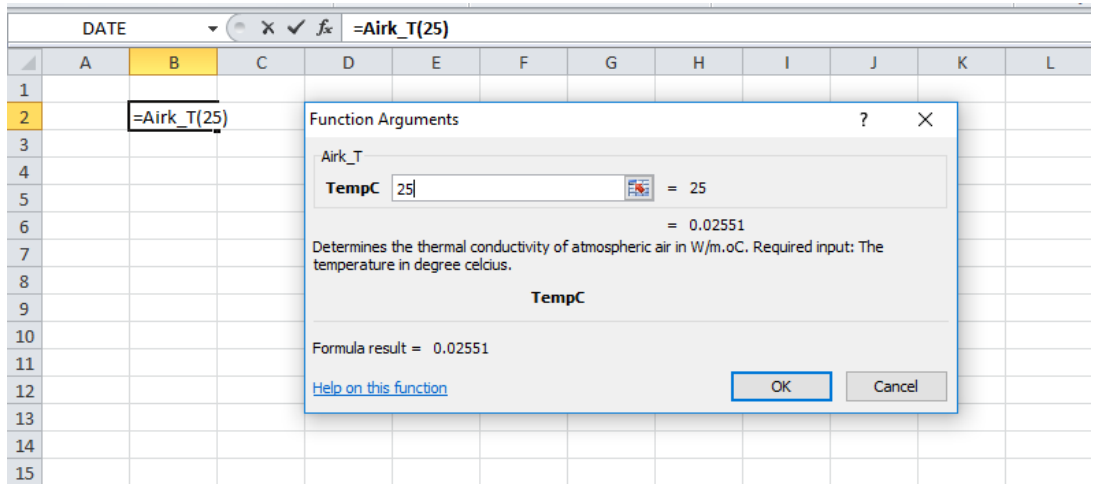 DATE fx =Airk_T(25)
A B C D E F G H I J K L
1
2 =Airk_T(25) Function Arguments ? X
3 Airk_T
4
5 TempC 25 = 25
6 = 0.02551
7 Determines the thermal conductivity of atmospheric air in W/m.oC. Required input: The
8 temperature in degree celcius.
9 TempC
10
11 Formula result = 0.02551
12 Help on this function OK Cancel
13
14
15